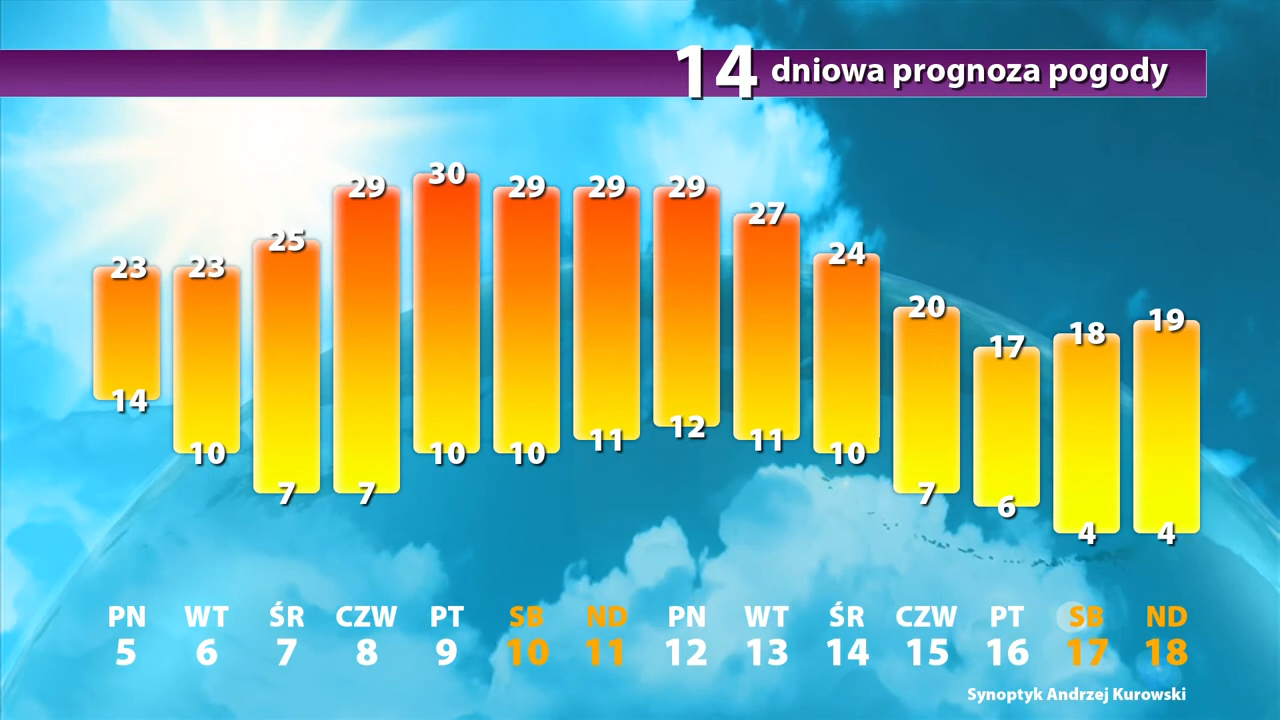 14 dniowa prognoza pogody
23 23 25 29 30 29 29 29 27 24 20 17 18 19
14 10 7 7 10 10 11 12 11 10 7 6 4 4
PN WT ŚR CZW PT SB ND PN WT ŚR CZW PT SB ND
5 6 7 8 9 10 11 12 13 14 15 16 17 18
Synoptyk Andrzej Kurowski